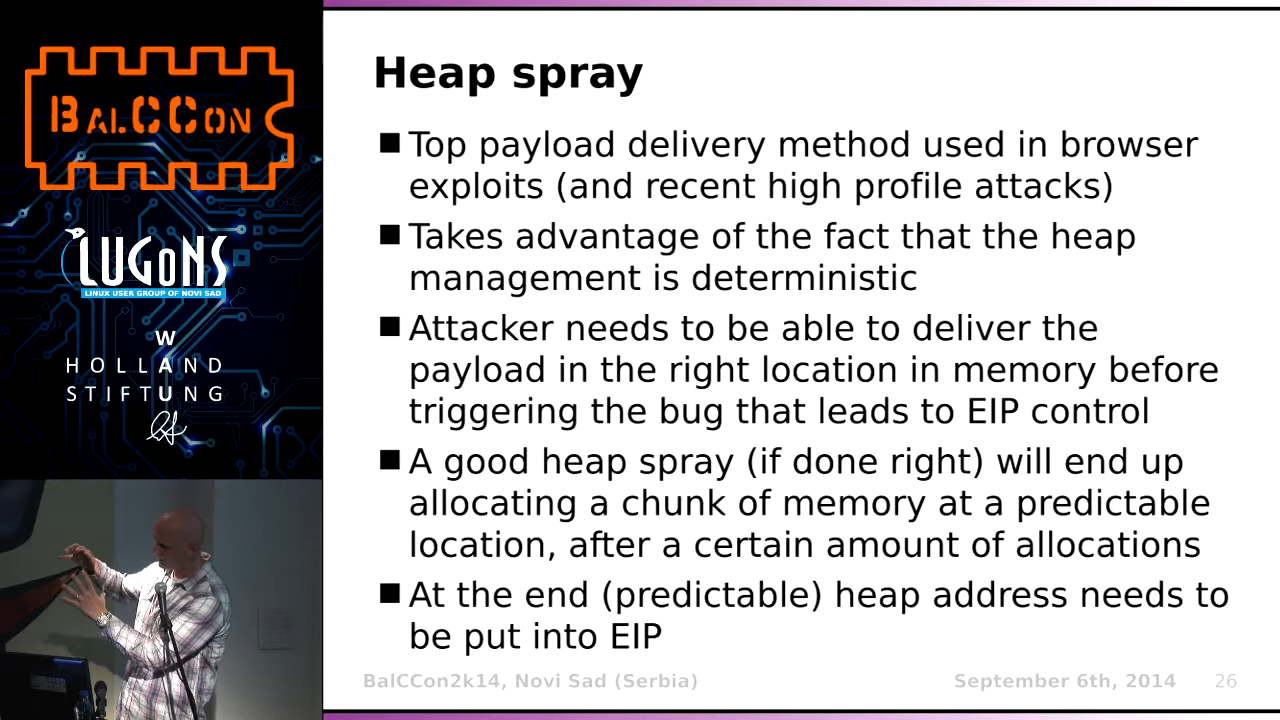 BALCCON
LUGoNS
LINUX USER GROUP OF NOVI SAD
W
HOLLAND
STIFTUNG
Heap spray
■ Top payload delivery method used in browser
exploits (and recent high profile attacks)
■ Takes advantage of the fact that the heap
management is deterministic
■ Attacker needs to be able to deliver the
payload in the right location in memory before
triggering the bug that leads to EIP control
■ A good heap spray (if done right) will end up
allocating a chunk of memory at a predictable
location, after a certain amount of allocations
■ At the end (predictable) heap address needs to
be put into EIP
BalCCon2k14, Novi Sad (Serbia) September 6th, 2014 26